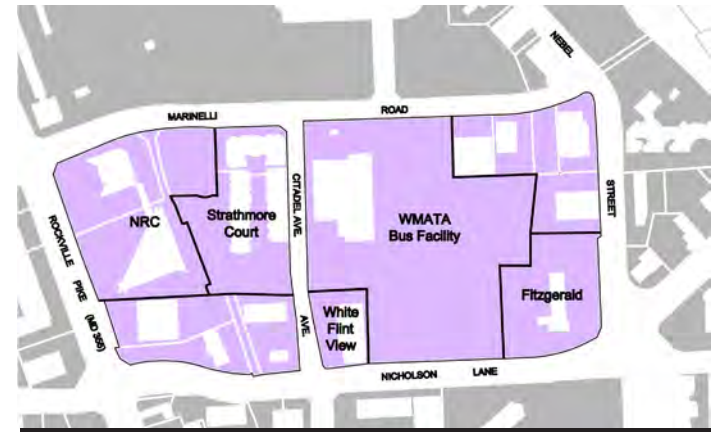 NEBEL
MARINELLI
ROAD
CITADEL AVE.
NRC
Strathmore
Court
WMATA
Bus Facility
STREET
ROCKVILLE PIKE (MD 355)
Fitzgerald
White
Flint
View
AVE.
NICHOLSON
LANE